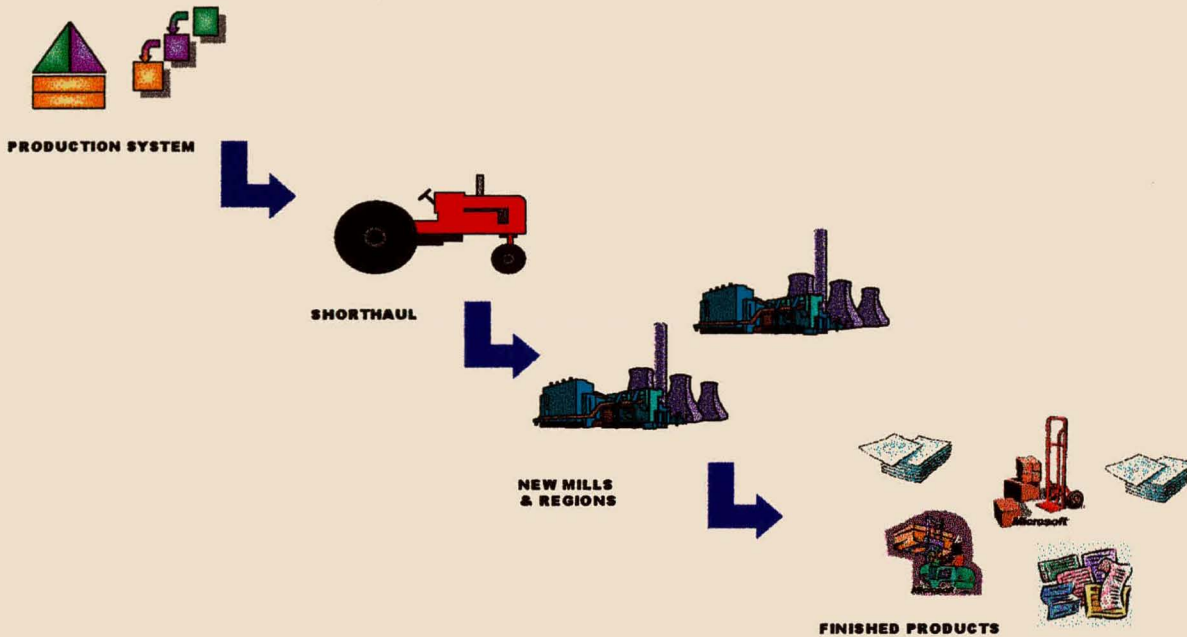 PRODUCTION SYSTEM
SHORTHAUL
NEW MILLS
& REGIONS
Microsoft
FINISHED PRODUCTS